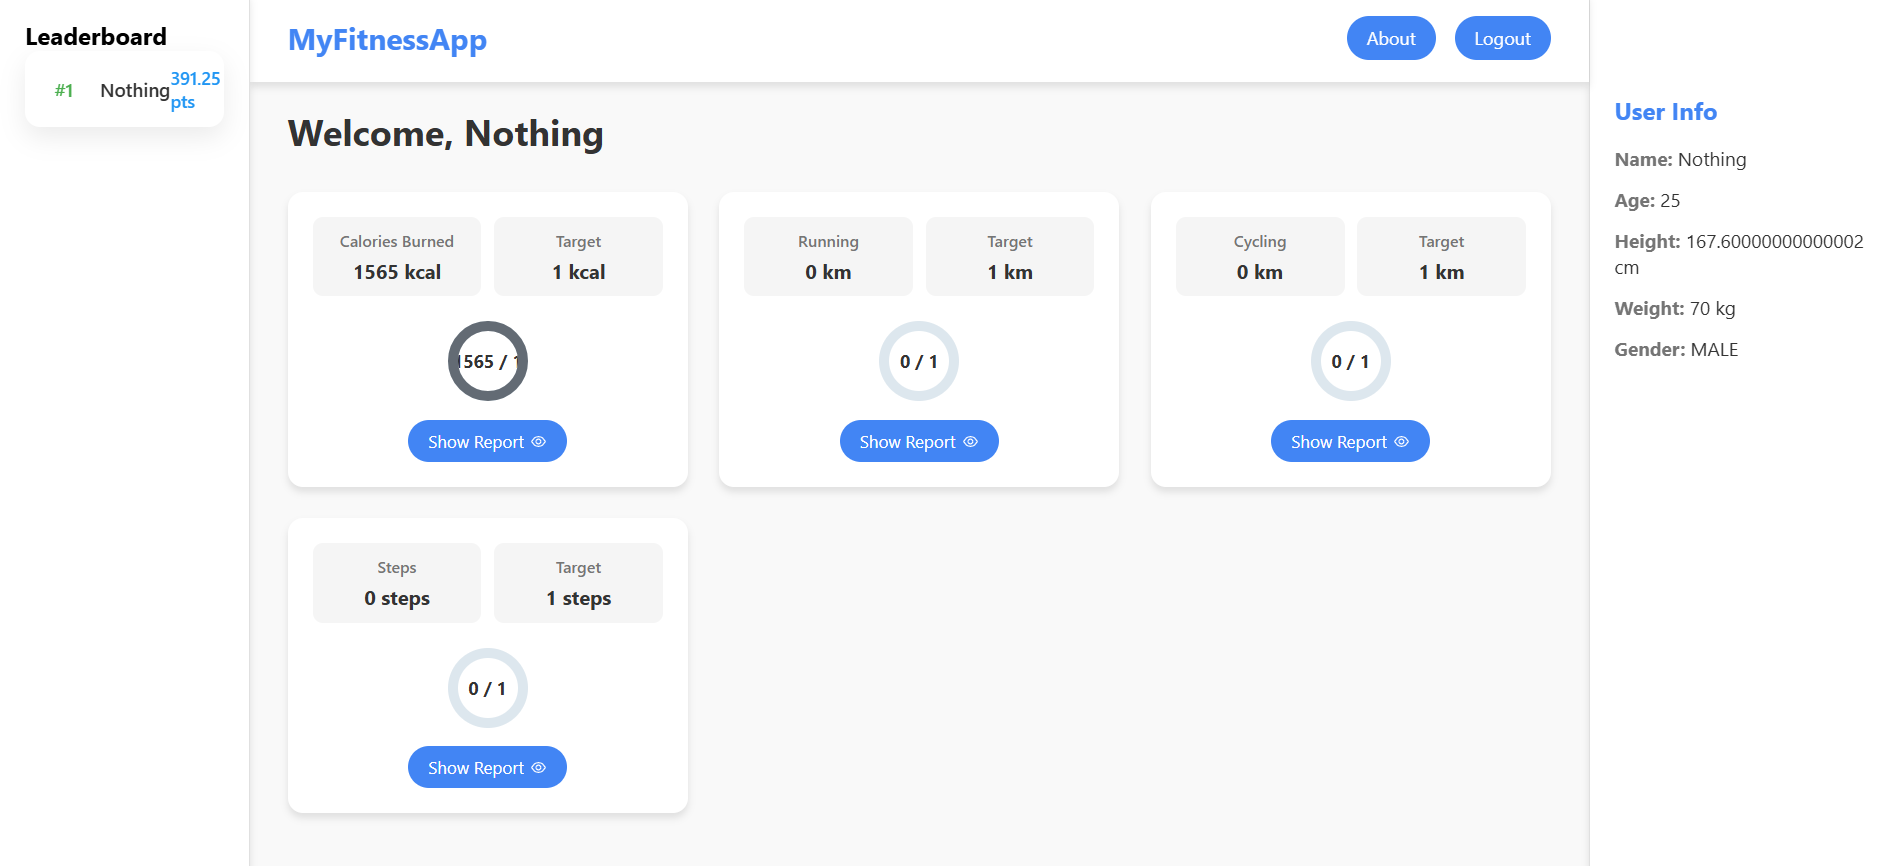 Leaderboard
#1
Nothing
391.25
pts
MyFitnessApp
About
Logout
Welcome, Nothing
Calories Burned
1565 kcal
Target
1 kcal
1565 / 1
Show Report
Running
0 km
Target
1 km
0 / 1
Show Report
Cycling
0 km
Target
1 km
0 / 1
Show Report
Steps
0 steps
Target
1 steps
0 / 1
Show Report
User Info
Name: Nothing
Age: 25
Height: 167.60000000000002
cm
Weight: 70 kg
Gender: MALE